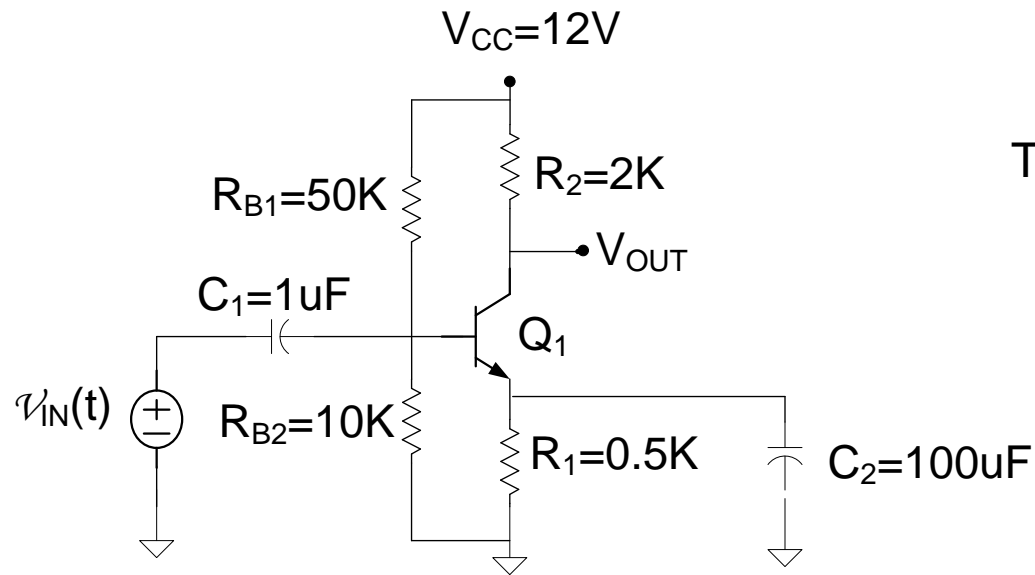 V_CC=12V
R_B1=50K
R_2=2K
T
V_OUT
C_1=1uF
Q_1
𝒱_IN(t)
R_B2=10K
R_1=0.5K
C_2=100uF